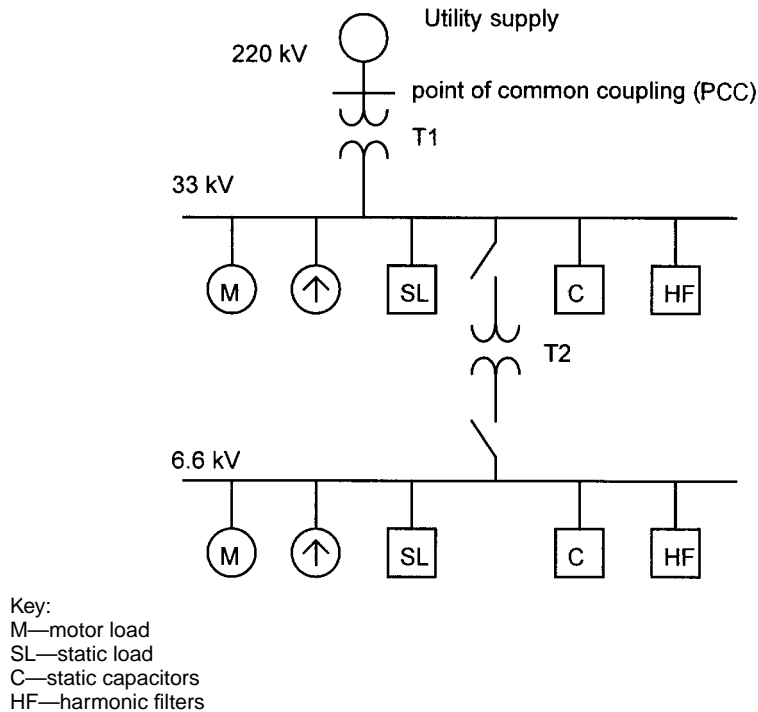 Utility supply
220 kV
point of common coupling (PCC)
T1
33 kV
M
SL
C
HF
T2
6.6 kV
M
SL
C
HF
Key:
M—motor load
SL—static load
C—static capacitors
HF—harmonic filters